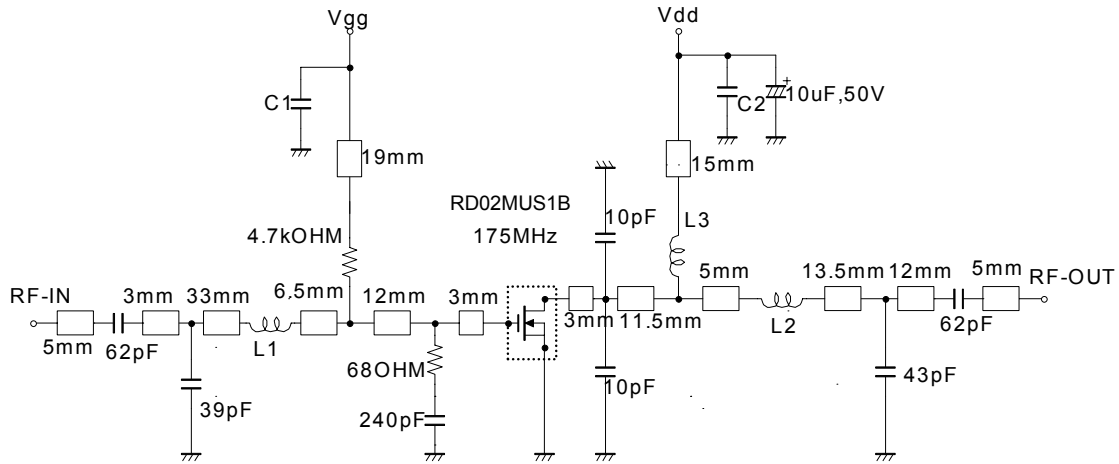 Vgg
Vdd
C1
C2
+
10uF,50V
19mm
15mm
RD02MUS1B
175MHz
10pF
L3
4.7kOHM
RF-IN
3mm
33mm
6.5mm
12mm
3mm
3mm
11.5mm
5mm
13.5mm
12mm
5mm
RF-OUT
5mm
62pF
L1
L2
62pF
68OHM
10pF
43pF
39pF
240pF